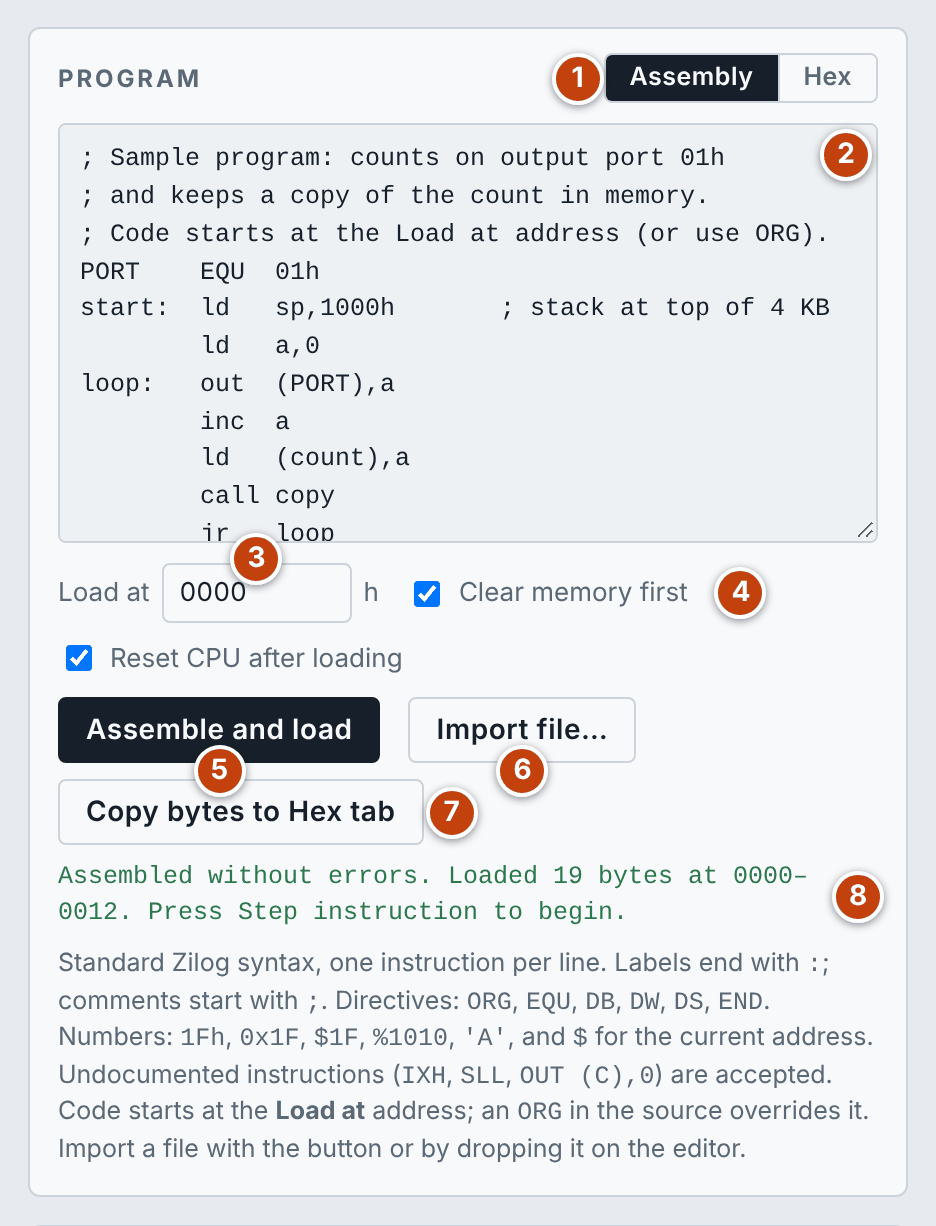 PROGRAM 1 Assembly Hex
; Sample program: counts on output port 01h 2
; and keeps a copy of the count in memory.
; Code starts at the Load at address (or use ORG).
PORT    EQU  01h
start:  ld   sp,1000h       ; stack at top of 4 KB
        ld   a,0
loop:   out  (PORT),a
        inc  a
        ld   (count),a
        call copy
        jr   loop
3
Load at 0000 h Clear memory first 4
Reset CPU after loading
Assemble and load Import file...
5 6
Copy bytes to Hex tab 7
Assembled without errors. Loaded 19 bytes at 0000–
0012. Press Step instruction to begin.
8
Standard Zilog syntax, one instruction per line. Labels end with :;
comments start with ;. Directives: ORG, EQU, DB, DW, DS, END.
Numbers: 1Fh, 0x1F, $1F, %1010, 'A', and $ for the current address.
Undocumented instructions (IXH, SLL, OUT (C),0) are accepted.
Code starts at the Load at address; an ORG in the source overrides it.
Import a file with the button or by dropping it on the editor.